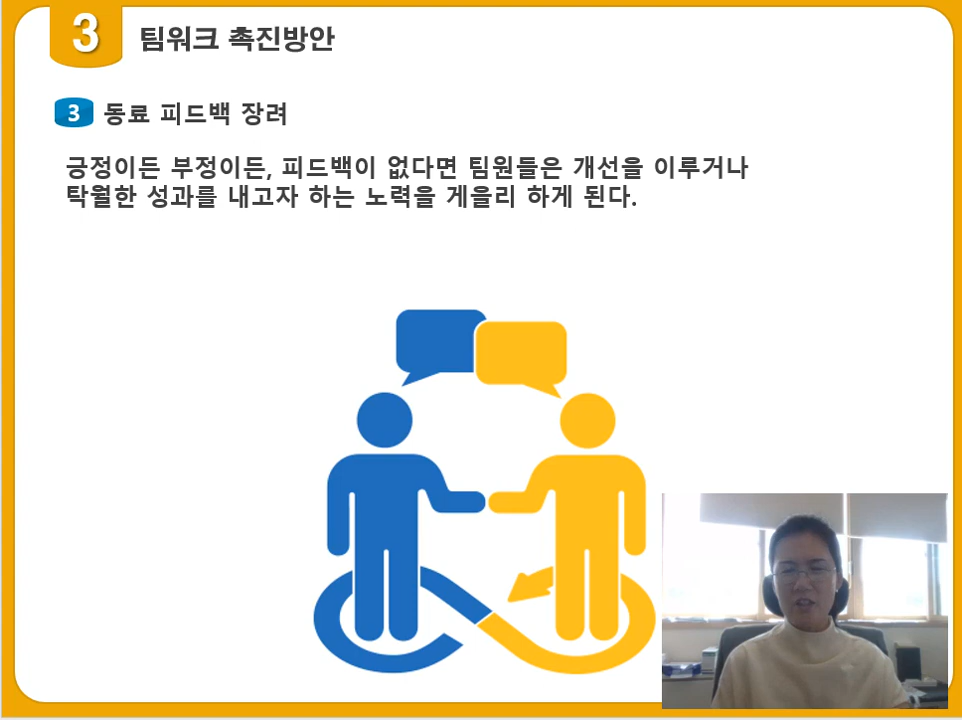 3
팀워크 촉진방안
3 동료 피드백 장려
긍정이든 부정이든, 피드백이 없다면 팀원들은 개선을 이루거나
탁월한 성과를 내고자 하는 노력을 게을리 하게 된다.